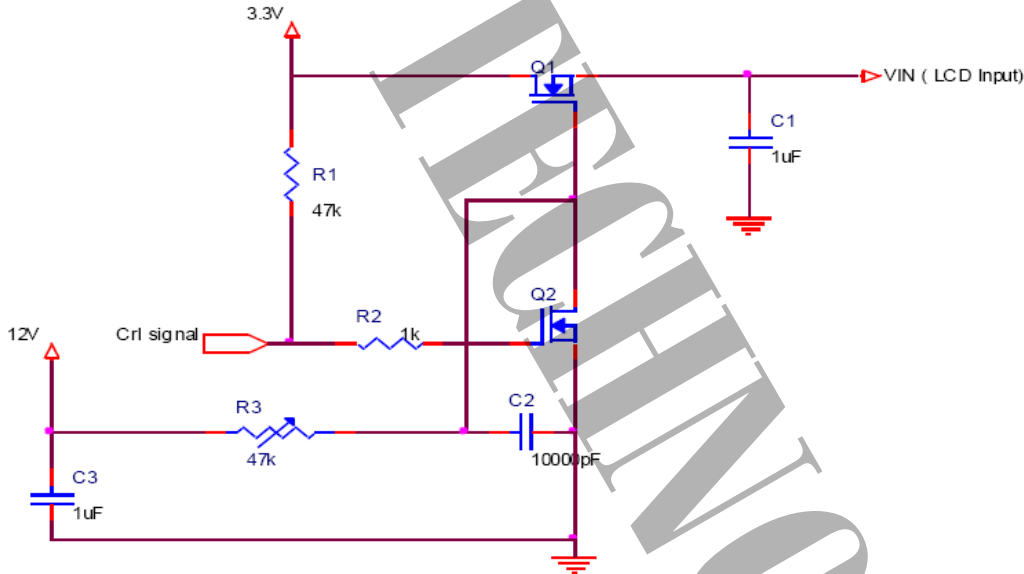 3.3V
Q1
VIN ( LCD Input)
C1
1uF
R1
47k
Q2
12V
Crl signal
R2
1k
R3
47k
C2
10000pF
C3
1uF
TECHNO